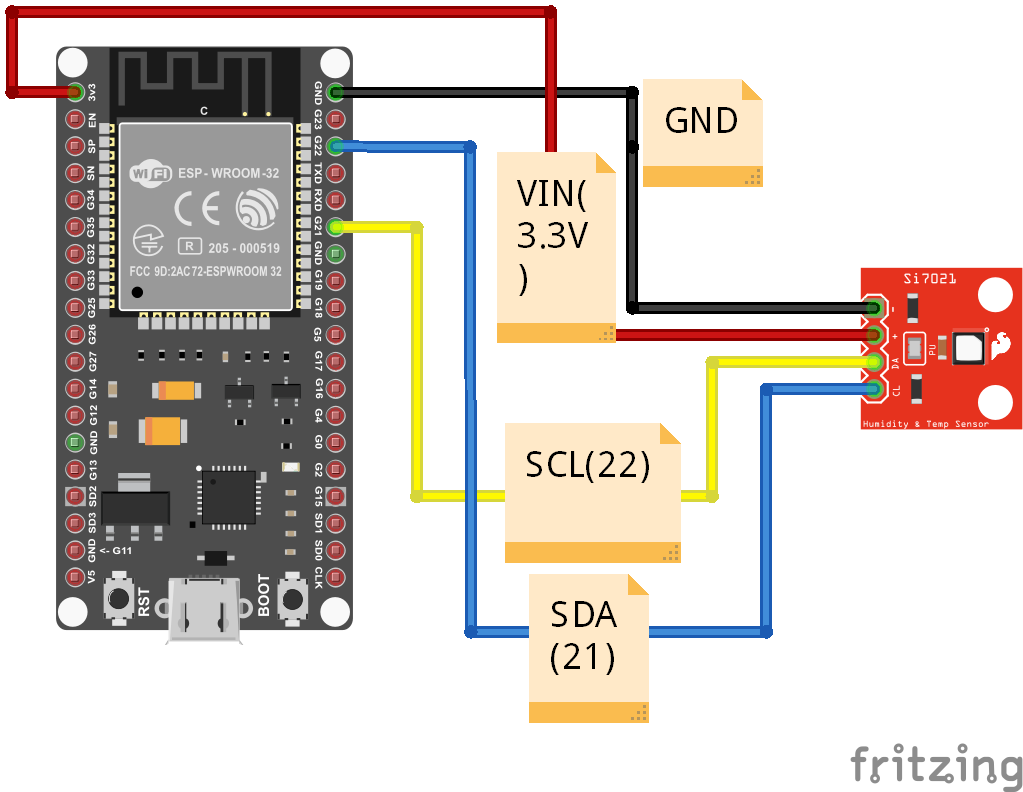 3v3
EN
SP
SN
G34
G35
G32
G33
G25
G26
G27
G14
G12
GND
G13
SD2
SD3
GND
V5
<- G11
C
Wi Fi
ESP - WROOM-32
CE
R
205 - 000519
FCC 9D:2AC72-ESPWROOM 32
RST
BOOT
GND
G23
G22
TXD
RXD
G21
GND
G19
G18
G5
G17
G16
G4
G0
G2
G15
SD1
SD0
CLK
GND
VIN(
3.3V
)
SCL(22)
SDA
(21)
Si7021
-
+
DA
CL
PU
Humidity & Temp Sensor
fritzing